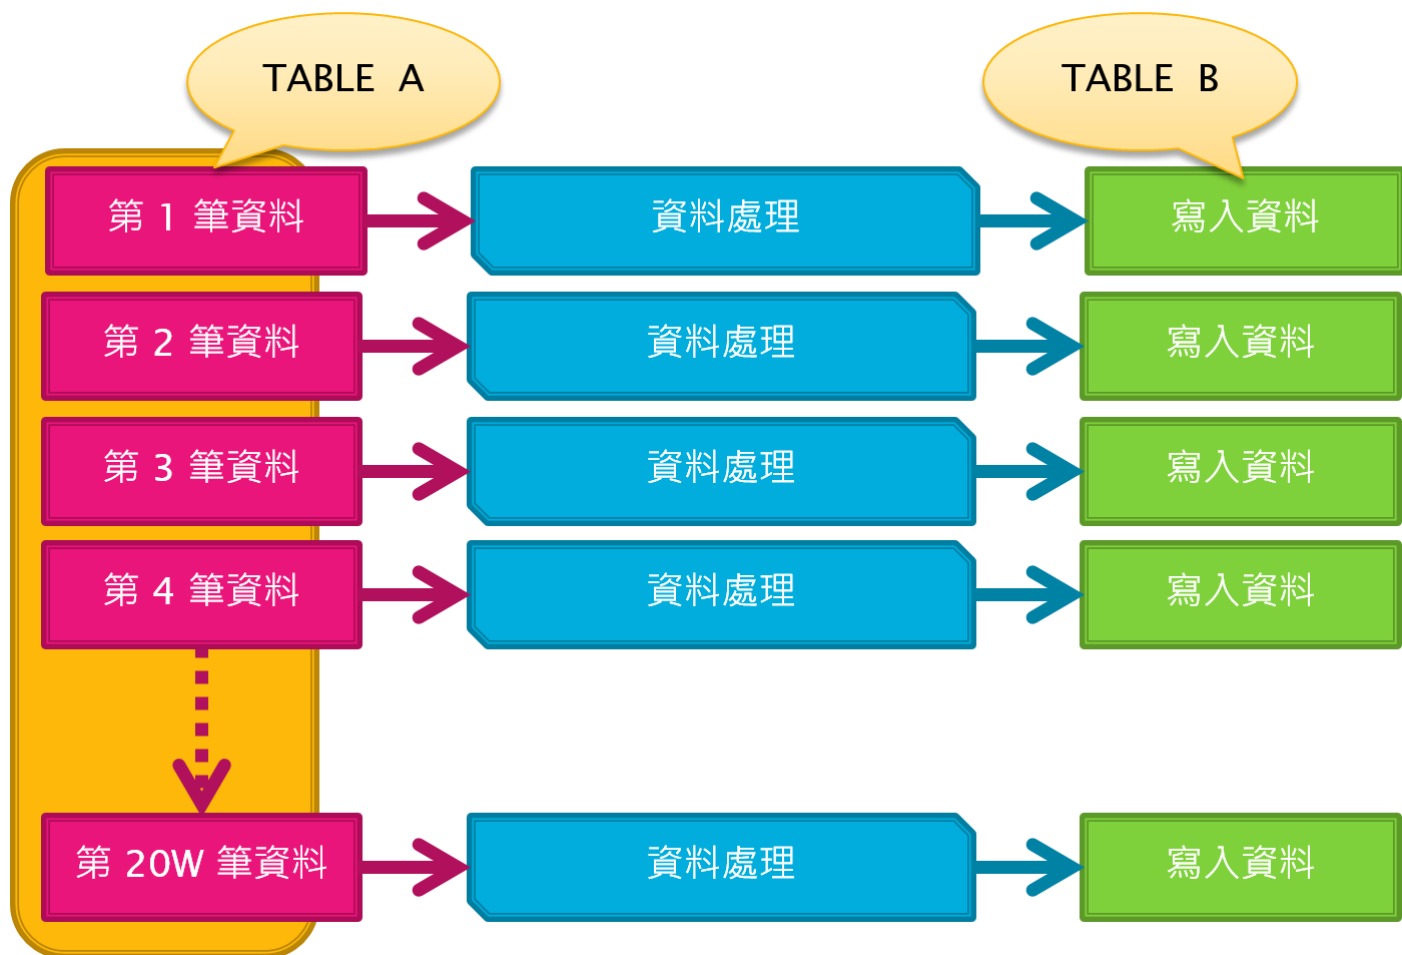 TABLE A
TABLE B
第 1 筆資料
資料處理
寫入資料
第 2 筆資料
資料處理
寫入資料
第 3 筆資料
資料處理
寫入資料
第 4 筆資料
資料處理
寫入資料
第 20W 筆資料
資料處理
寫入資料